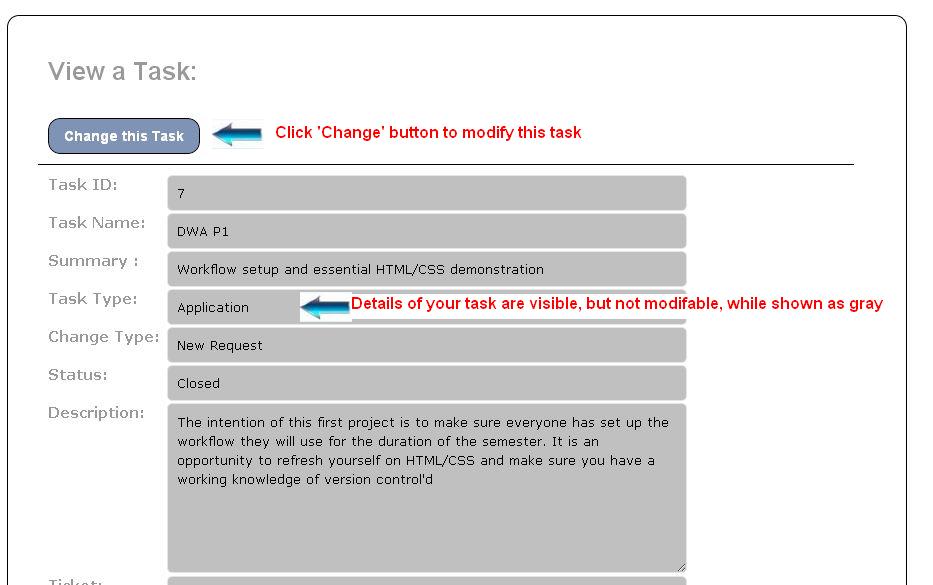 View a Task:
Change this Task
Click 'Change' button to modify this task
Task ID:
7
Task Name:
DWA P1
Summary :
Workflow setup and essential HTML/CSS demonstration
Task Type:
Application
Details of your task are visible, but not modifable, while shown as gray
Change Type:
New Request
Status:
Closed
Description:
The intention of this first project is to make sure everyone has set up the
workflow they will use for the duration of the semester. It is an
opportunity to refresh yourself on HTML/CSS and make sure you have a
working knowledge of version control'd
Ticket: